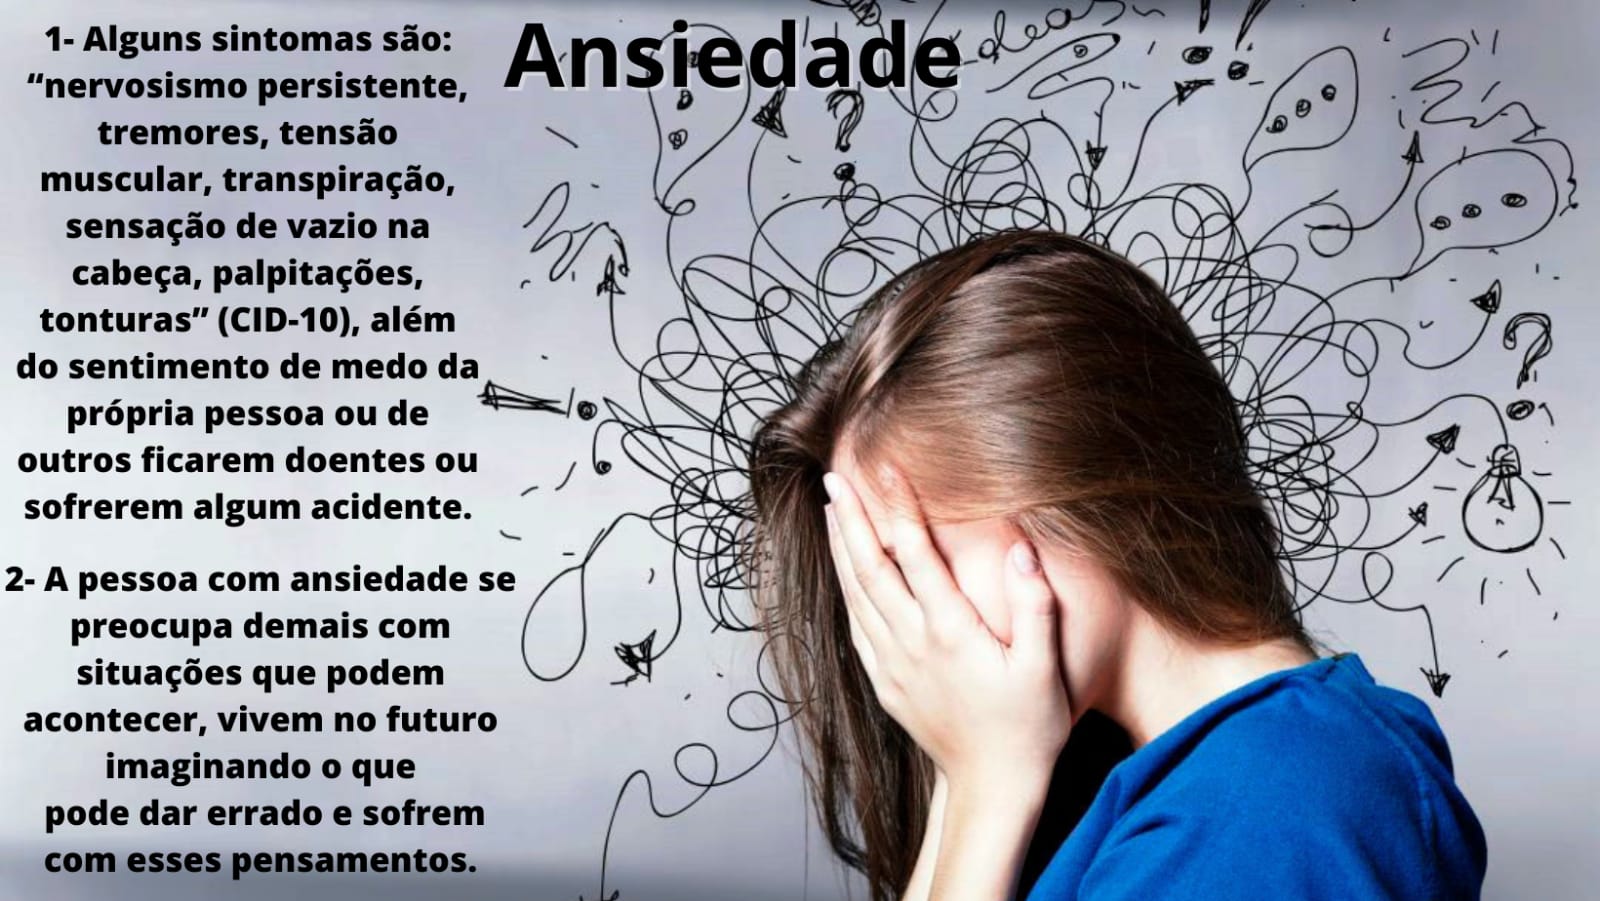 Ansiedade
1- Alguns sintomas são:
“nervosismo persistente,
tremores, tensão
muscular, transpiração,
sensação de vazio na
cabeça, palpitações,
tonturas” (CID-10), além
do sentimento de medo da
própria pessoa ou de
outros ficarem doentes ou
sofrerem algum acidente.
2- A pessoa com ansiedade se
preocupa demais com
situações que podem
acontecer, vivem no futuro
imaginando o que
pode dar errado e sofrem
com esses pensamentos.